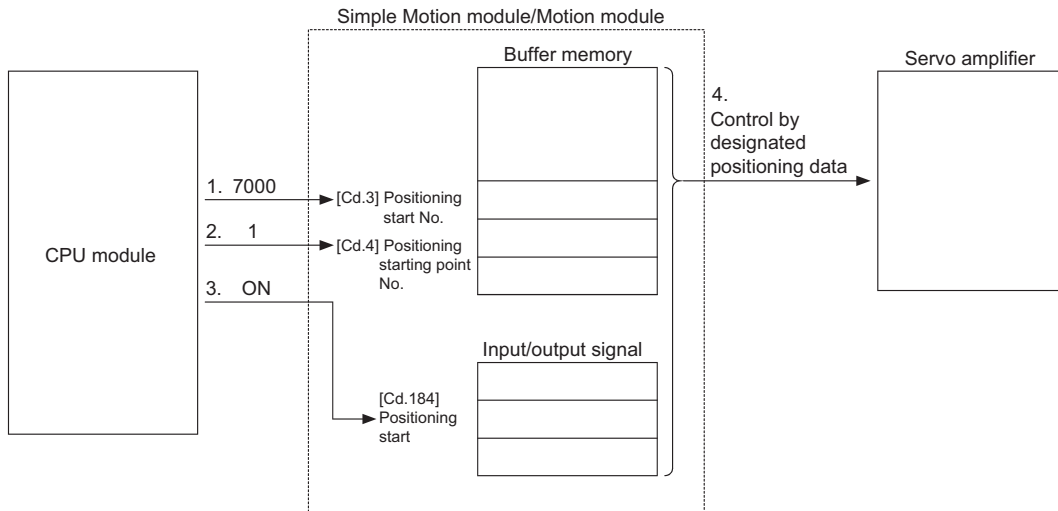 Simple Motion module/Motion module
Buffer memory
Servo amplifier
CPU module
1. 7000
[Cd.3] Positioning
start No.
2. 1
[Cd.4] Positioning
starting point
No.
3. ON
[Cd.184]
Positioning
start
Input/output signal
4.
Control by
designated
positioning data